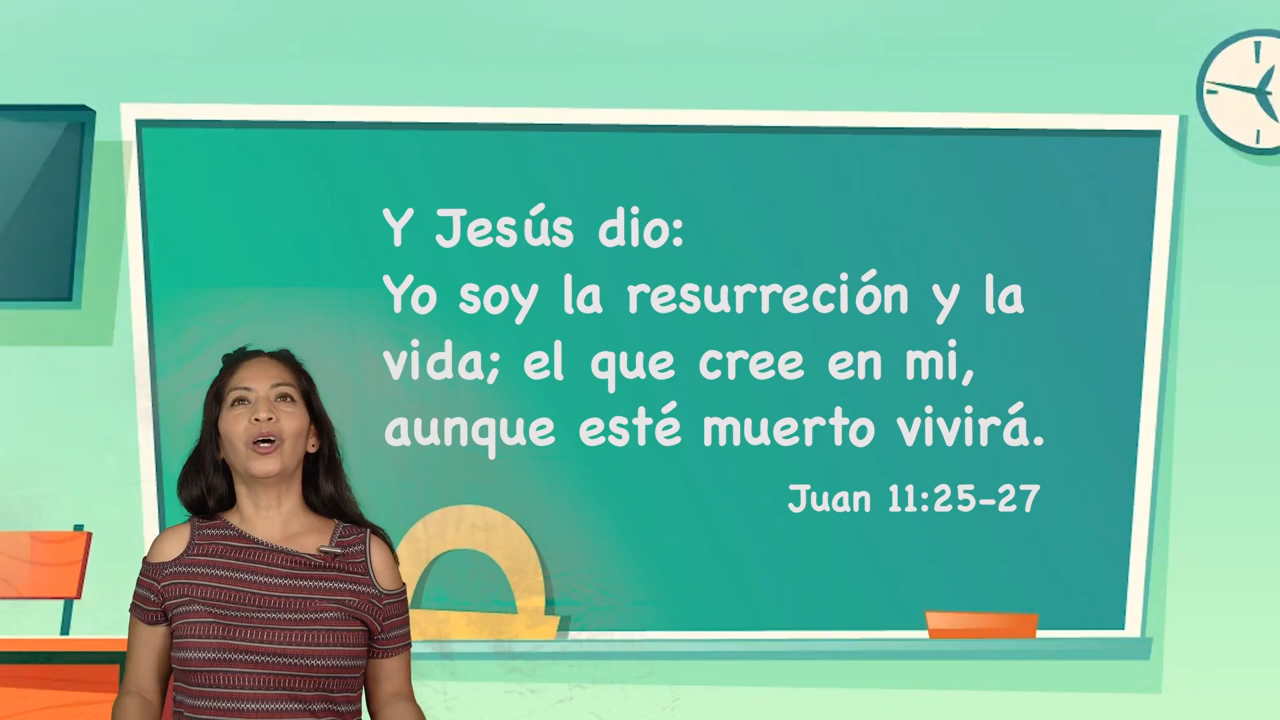 Y Jesús dio:
Yo soy la resurreción y la
vida; el que cree en mi,
aunque esté muerto vivirá.
Juan 11:25-27